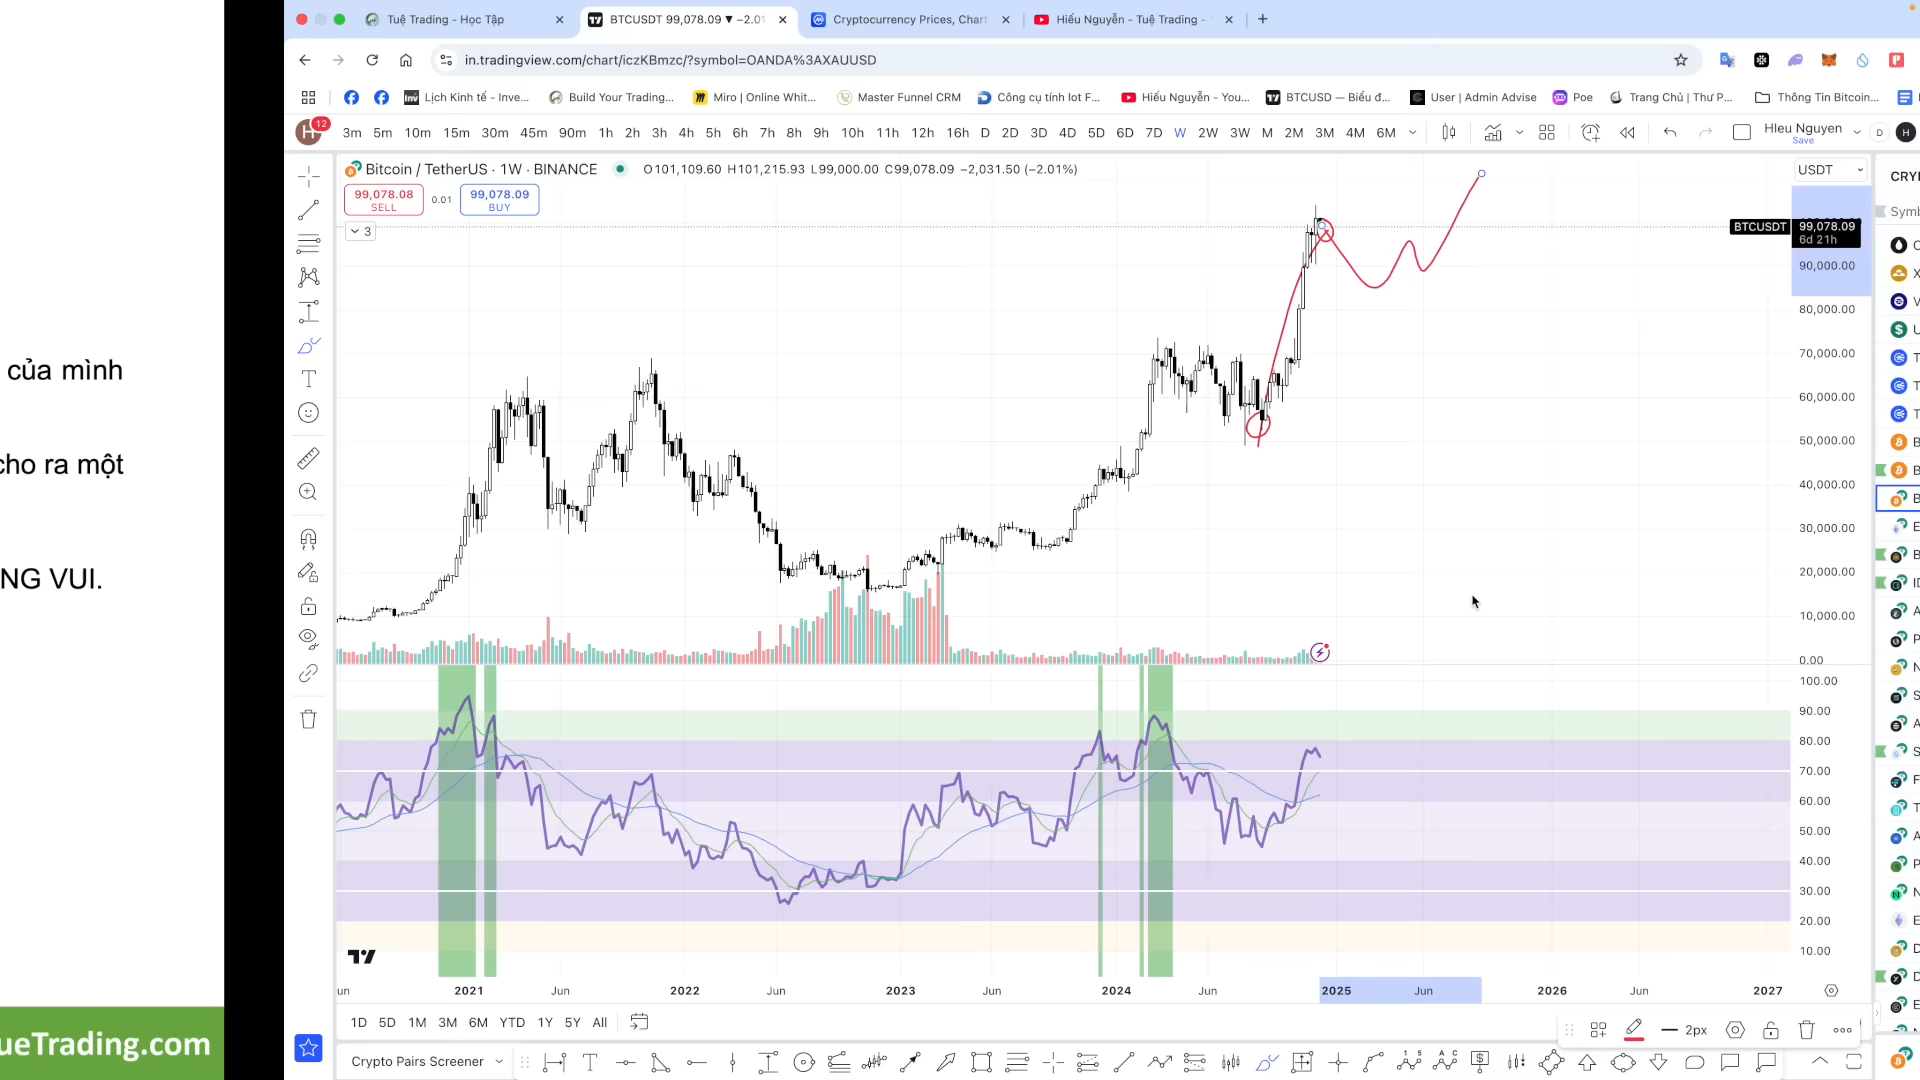 của mình
cho ra một
NG VUI.
ueTrading.com
Tuệ Trading - Học Tập
BTCUSDT 99,078.09 ▼ −2.01
Cryptocurrency Prices, Chart
Hiếu Nguyễn - Tuệ Trading -
in.tradingview.com/chart/iczKBmzc/?symbol=OANDA%3AXAUUSD
Lịch Kinh tế - Inve...
Build Your Trading...
Miro | Online Whit...
Master Funnel CRM
Công cụ tính lot F...
Hiếu Nguyễn - You...
BTCUSD — Biểu đ...
User | Admin Advise
Poe
Trang Chủ | Thư P...
Thông Tin Bitcoin...
H 12
3m 5m 10m 15m 30m 45m 90m 1h 2h 3h 4h 5h 6h 7h 8h 9h 10h 11h 12h 16h D 2D 3D 4D 5D 6D 7D W 2W 3W M 2M 3M 4M 6M
HIeu Nguyen
Save
D H
Bitcoin / TetherUS · 1W · BINANCE
O101,109.60 H101,215.93 L99,000.00 C99,078.09 −2,031.50 (−2.01%)
USDT
99,078.08
SELL
0.01
99,078.09
BUY
3
BTCUSDT
99,078.09
6d 21h
90,000.00
80,000.00
70,000.00
60,000.00
50,000.00
40,000.00
30,000.00
20,000.00
10,000.00
0.00
100.00
90.00
80.00
70.00
60.00
50.00
40.00
30.00
20.00
10.00
un 2021 Jun 2022 Jun 2023 Jun 2024 Jun 2025 Jun 2026 Jun 2027
1D 5D 1M 3M 6M YTD 1Y 5Y All
2px
Crypto Pairs Screener
CRY
Symb